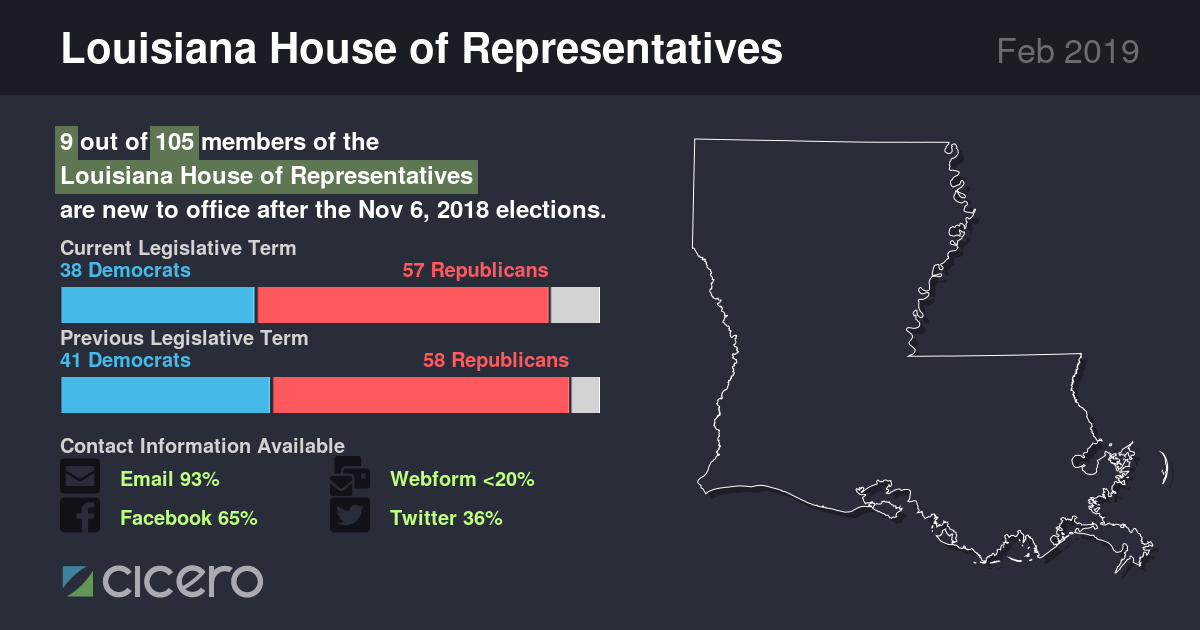 Louisiana House of Representatives
Feb 2019
9 out of 105 members of the
Louisiana House of Representatives
are new to office after the Nov 6, 2018 elections.
Current Legislative Term
38 Democrats 57 Republicans
Previous Legislative Term
41 Democrats 58 Republicans
Contact Information Available
Email 93% Webform <20%
Facebook 65% Twitter 36%
cicero